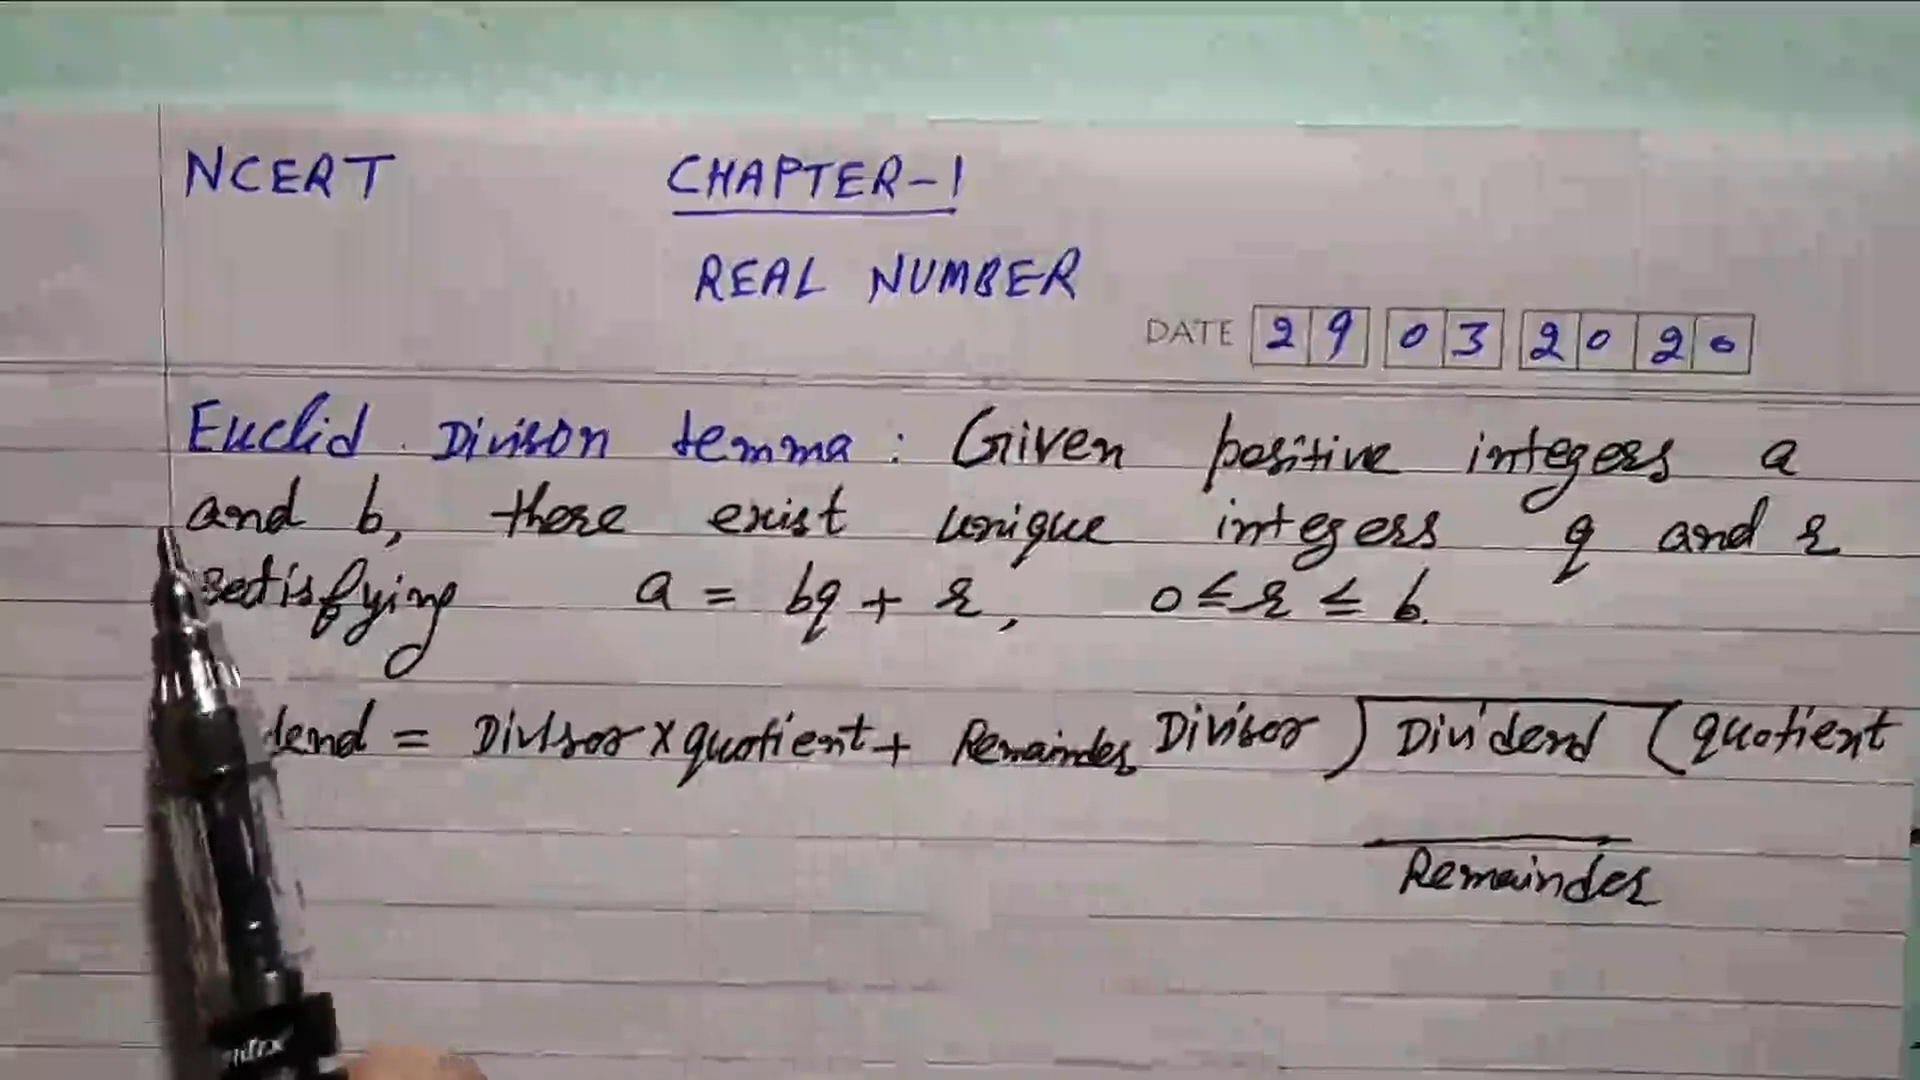 NCERT CHAPTER-1
REAL NUMBER
DATE 29 03 2020
Euclid Divison Lemma : Given positive integers a
and b, there exist unique integers q and r
satisfying a = bq + r, 0 ≤ r ≤ b.
dend = Divisor x quotient + Remainder Divisor ) Dividend ( quotient
Remainder